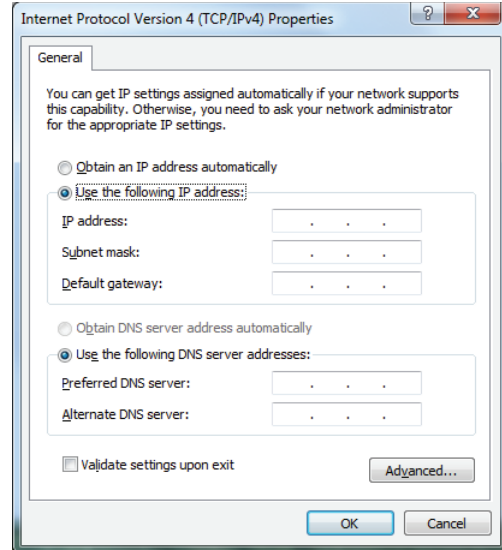 Internet Protocol Version 4 (TCP/IPv4) Properties
General
You can get IP settings assigned automatically if your network supports
this capability. Otherwise, you need to ask your network administrator
for the appropriate IP settings.
Obtain an IP address automatically
Use the following IP address:
IP address:
. . .
Subnet mask:
. . .
Default gateway:
. . .
Obtain DNS server address automatically
Use the following DNS server addresses:
Preferred DNS server:
. . .
Alternate DNS server:
. . .
Validate settings upon exit
Advanced...
OK
Cancel